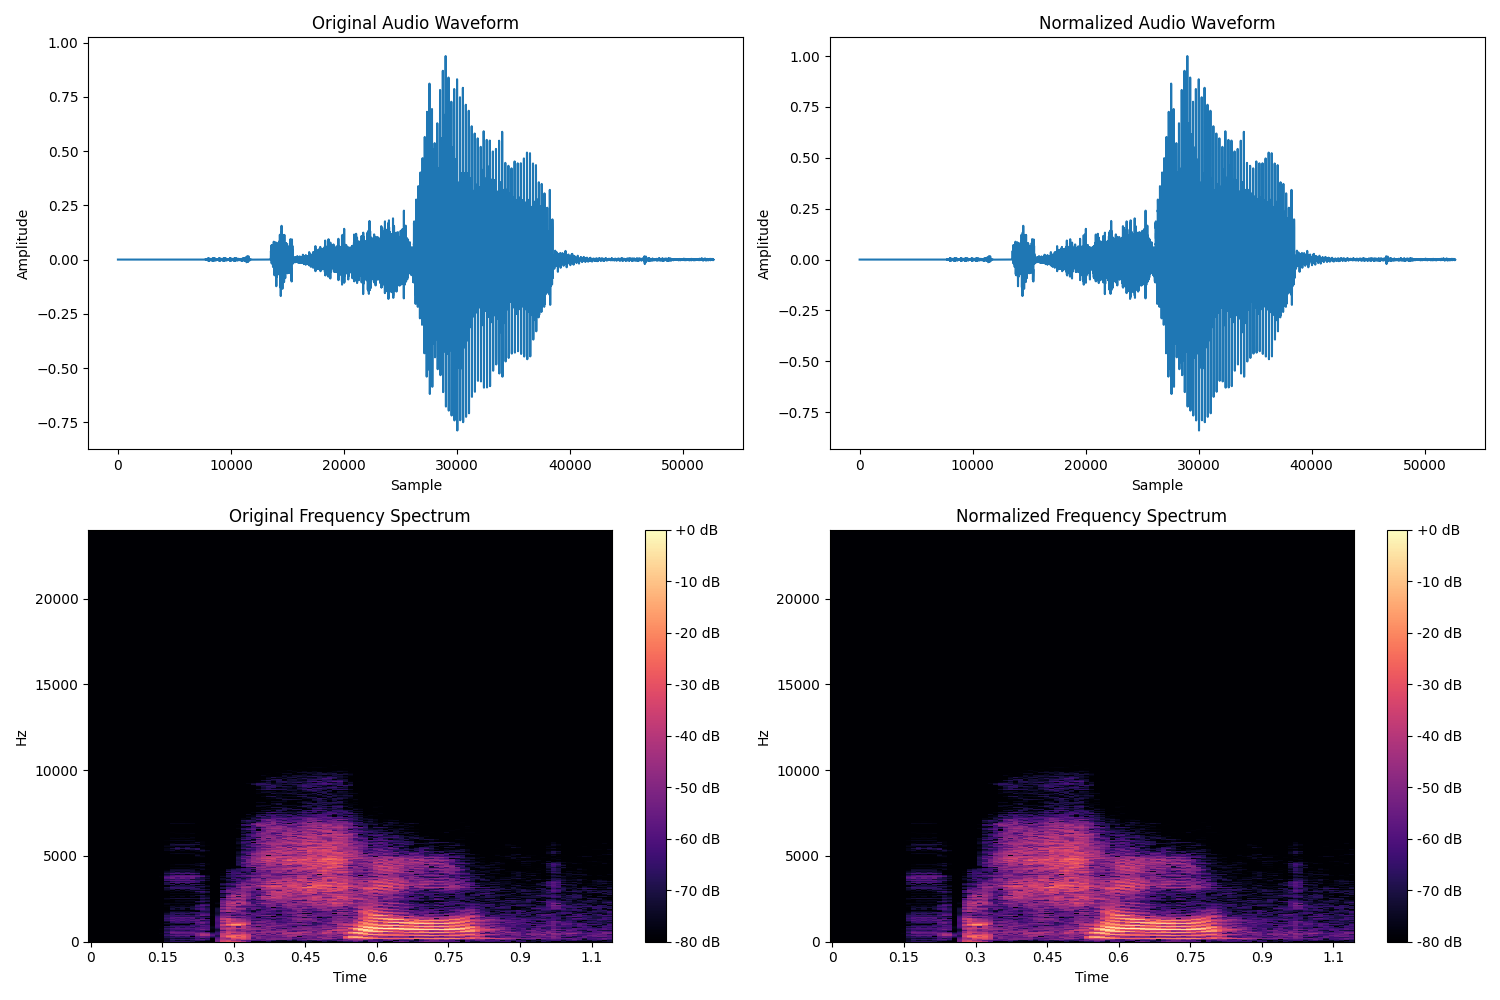 Original Audio Waveform
1.00
0.75
0.50
0.25
0.00
−0.25
−0.50
−0.75
Amplitude
0 10000 20000 30000 40000 50000
Sample
Normalized Audio Waveform
1.00
0.75
0.50
0.25
0.00
−0.25
−0.50
−0.75
Amplitude
0 10000 20000 30000 40000 50000
Sample
Original Frequency Spectrum
20000
15000
10000
5000
0
Hz
0 0.15 0.3 0.45 0.6 0.75 0.9 1.1
Time
+0 dB
-10 dB
-20 dB
-30 dB
-40 dB
-50 dB
-60 dB
-70 dB
-80 dB
Normalized Frequency Spectrum
20000
15000
10000
5000
0
Hz
0 0.15 0.3 0.45 0.6 0.75 0.9 1.1
Time
+0 dB
-10 dB
-20 dB
-30 dB
-40 dB
-50 dB
-60 dB
-70 dB
-80 dB